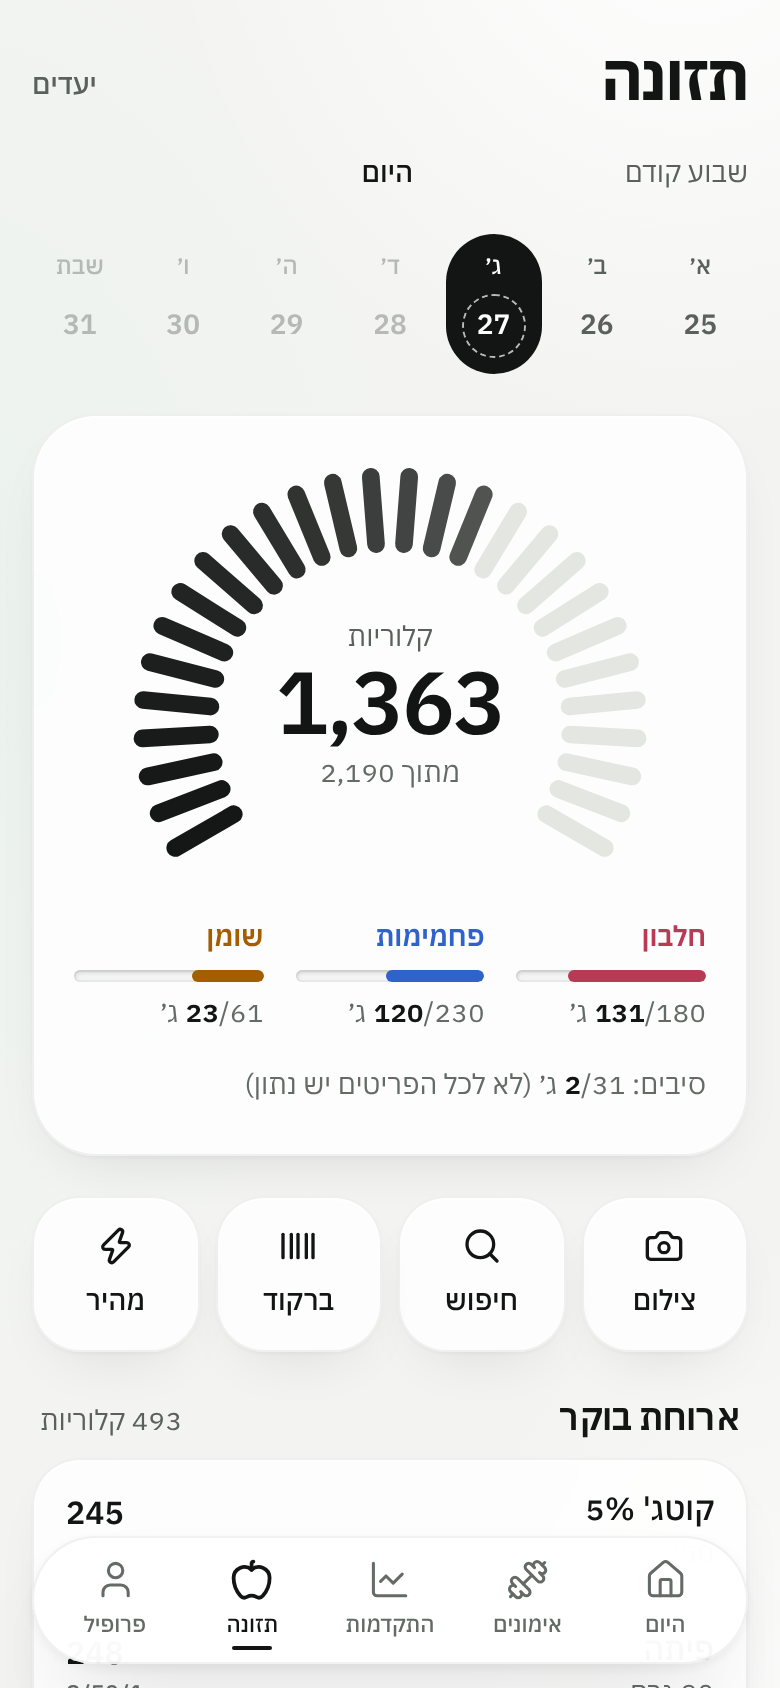 תזונה
יעדים
שבוע קודם
היום
א׳ ב׳ ג׳ ד׳ ה׳ ו׳ שבת
25 26 27 28 29 30 31
קלוריות
1,363
מתוך 2,190
חלבון
131/180 ג׳
פחמימות
120/230 ג׳
שומן
23/61 ג׳
סיבים: 2/31 ג׳ (לא לכל הפריטים יש נתון)
צילום
חיפוש
ברקוד
מהיר
ארוחת בוקר
493 קלוריות
קוטג' 5%
245
פיתה
248
היום
אימונים
התקדמות
תזונה
פרופיל